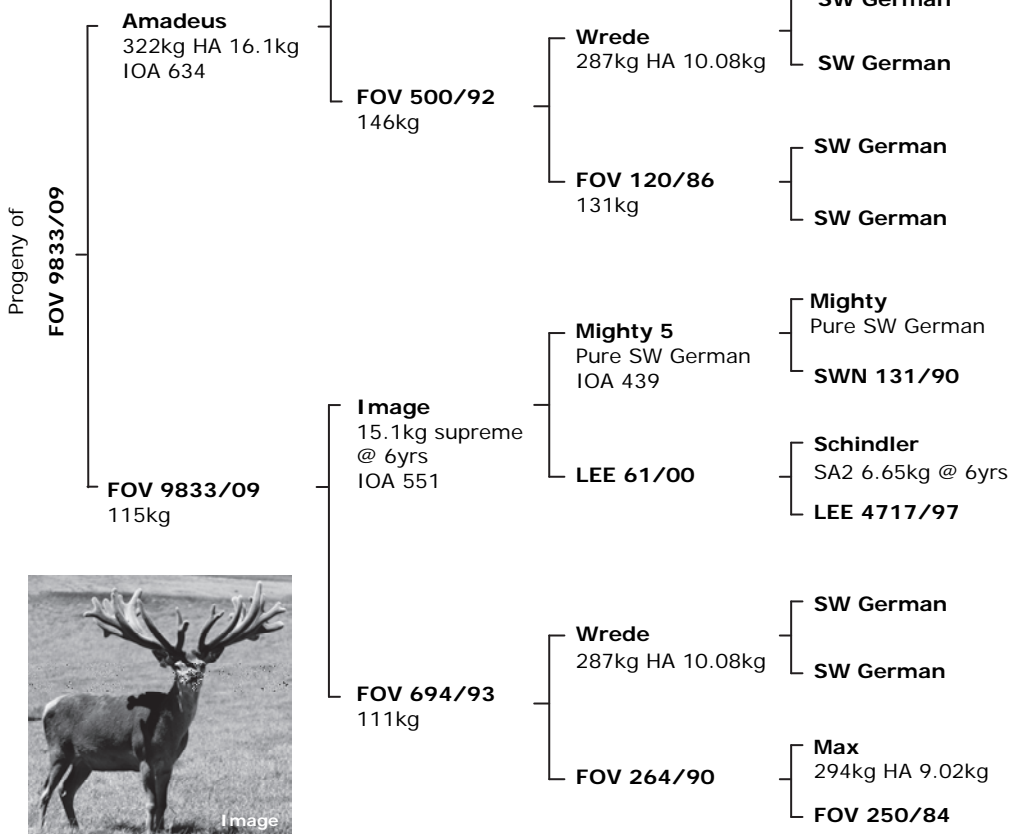 Progeny of
FOV 9833/09
Amadeus
322kg HA 16.1kg
IOA 634
FOV 9833/09
115kg
FOV 500/92
146kg
Image
15.1kg supreme
@ 6yrs
IOA 551
FOV 694/93
111kg
Wrede
287kg HA 10.08kg
FOV 120/86
131kg
Mighty 5
Pure SW German
IOA 439
LEE 61/00
Wrede
287kg HA 10.08kg
FOV 264/90
SW German
SW German
SW German
SW German
Mighty
Pure SW German
SWN 131/90
Schindler
SA2 6.65kg @ 6yrs
LEE 4717/97
SW German
SW German
Max
294kg HA 9.02kg
FOV 250/84
Image